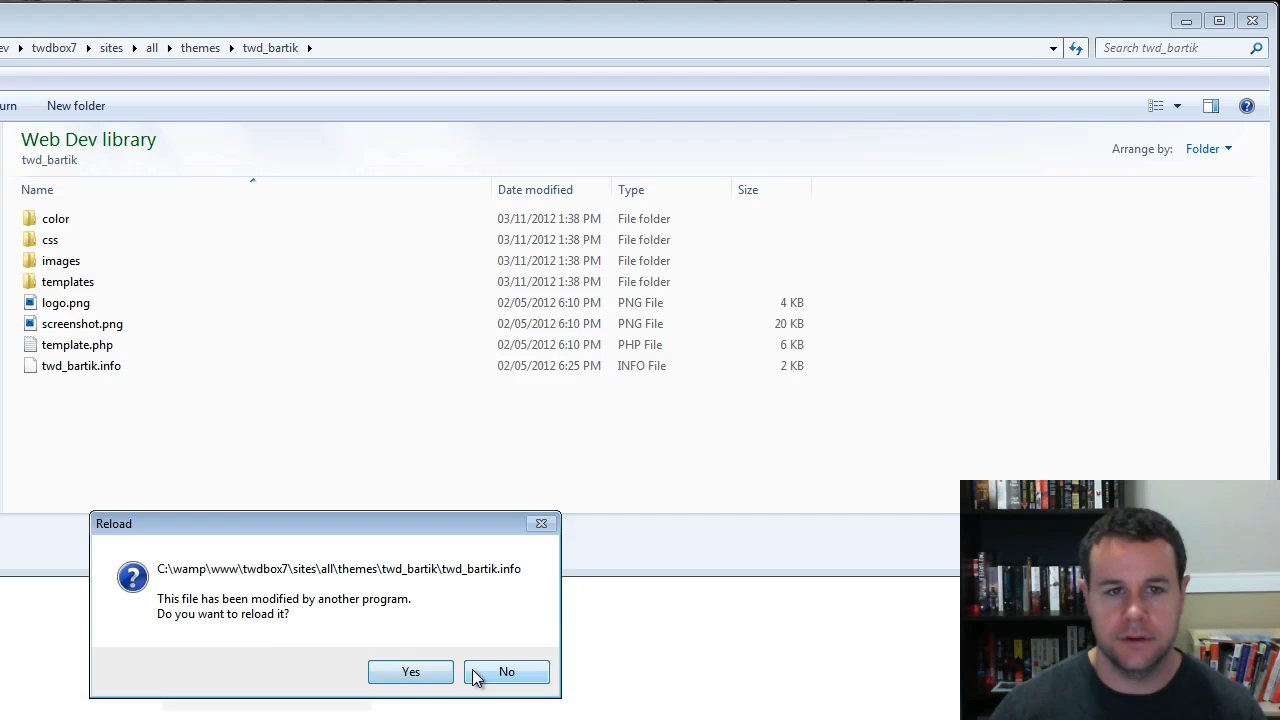 ev twdbox7 sites all themes twd_bartik
Search twd_bartik
urn New folder
Web Dev library
twd_bartik
Arrange by: Folder
Name Date modified Type Size
color 03/11/2012 1:38 PM File folder
css 03/11/2012 1:38 PM File folder
images 03/11/2012 1:38 PM File folder
templates 03/11/2012 1:38 PM File folder
logo.png 02/05/2012 6:10 PM PNG File 4 KB
screenshot.png 02/05/2012 6:10 PM PNG File 20 KB
template.php 02/05/2012 6:10 PM PHP File 6 KB
twd_bartik.info 02/05/2012 6:25 PM INFO File 2 KB
Reload
C:\wamp\www\twdbox7\sites\all\themes\twd_bartik\twd_bartik.info
This file has been modified by another program.
Do you want to reload it?
Yes No